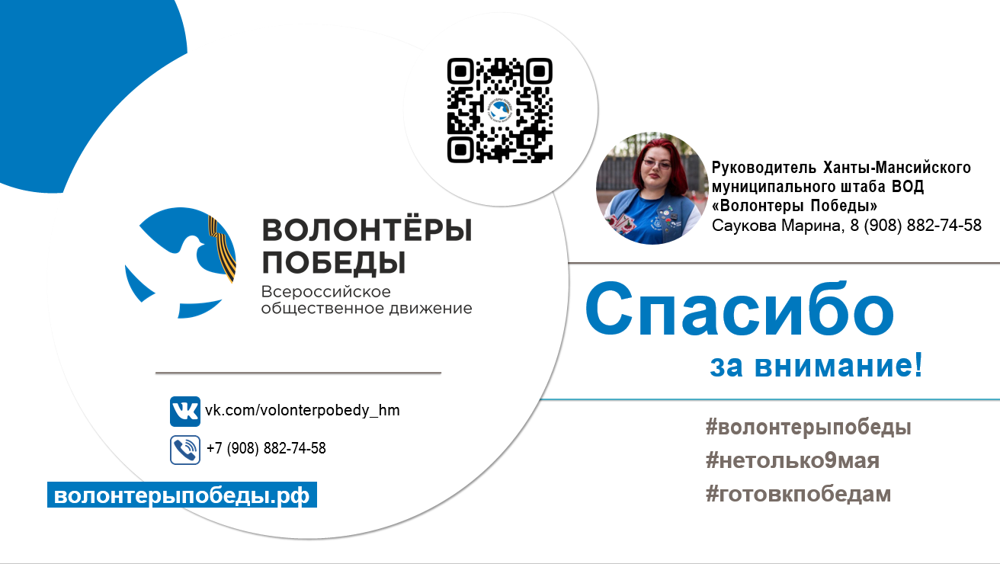 ВОЛОНТЁРЫ
ПОБЕДЫ
Всероссийское
общественное движение
vk.com/volonterpobedy_hm
+7 (908) 882-74-58
волонтерыпобеды.рф
Руководитель Ханты-Мансийского
муниципального штаба ВОД
«Волонтеры Победы»
Саукова Марина, 8 (908) 882-74-58
Спасибо
за внимание!
#волонтерыпобеды
#нетолько9мая
#готовкпобедам